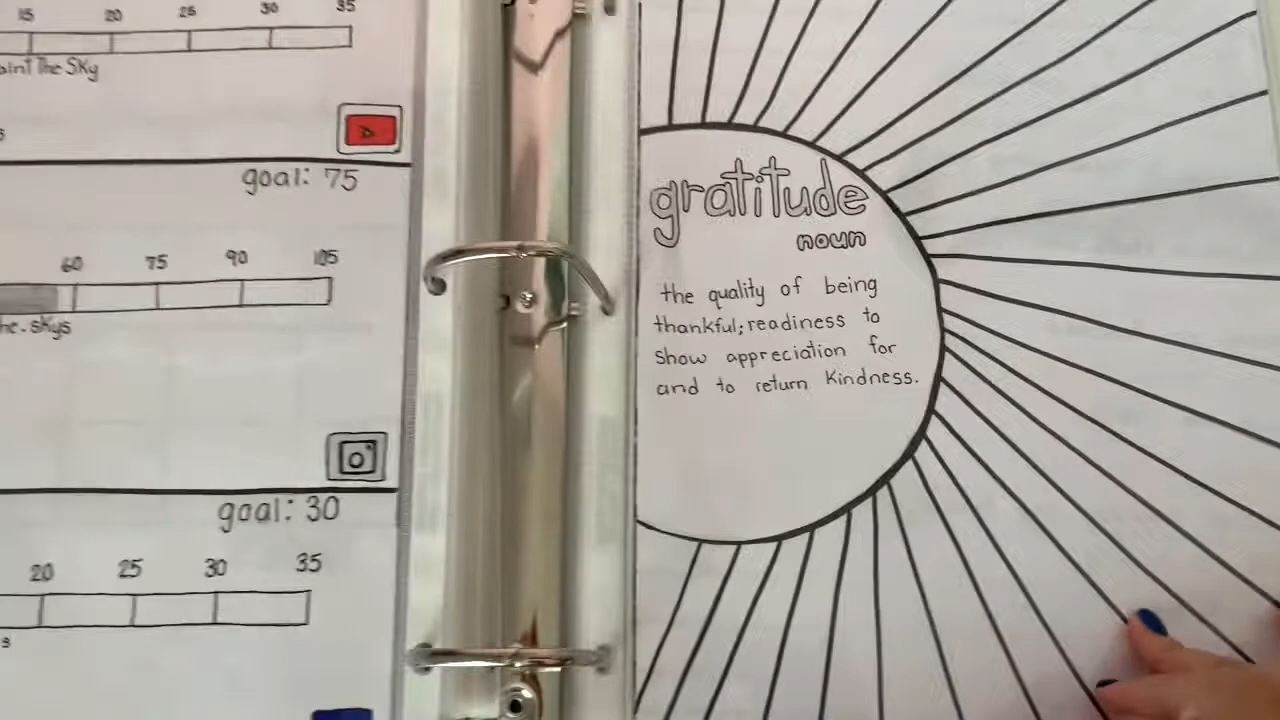 15 20 25 30 35
aint The Sky
s
goal: 75
60 75 90 105
he.skys
goal: 30
20 25 30 35
s
gratitude
noun
the quality of being
thankful; readiness to
show appreciation for
and to return kindness.